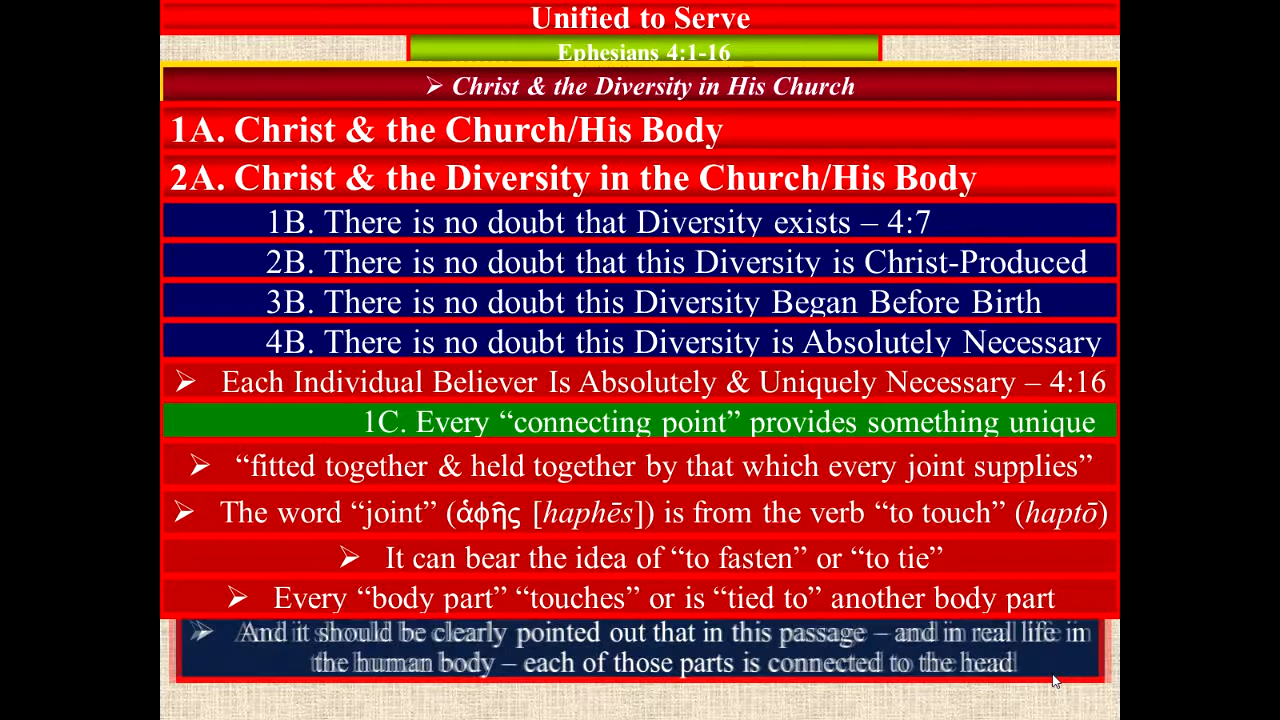 Unified to Serve
Ephesians 4:1-16
➢ Christ & the Diversity in His Church
1A. Christ & the Church/His Body
2A. Christ & the Diversity in the Church/His Body
1B. There is no doubt that Diversity exists – 4:7
2B. There is no doubt that this Diversity is Christ-Produced
3B. There is no doubt this Diversity Began Before Birth
4B. There is no doubt this Diversity is Absolutely Necessary
➢ Each Individual Believer Is Absolutely & Uniquely Necessary – 4:16
1C. Every “connecting point” provides something unique
➢ “fitted together & held together by that which every joint supplies”
➢ The word “joint” (ἁφῆς [haphēs]) is from the verb “to touch” (haptō)
➢ It can bear the idea of “to fasten” or “to tie”
➢ Every “body part” “touches” or is “tied to” another body part
➢ And it should be clearly pointed out that in this passage – and in real life in
the human body – each of those parts is connected to the head